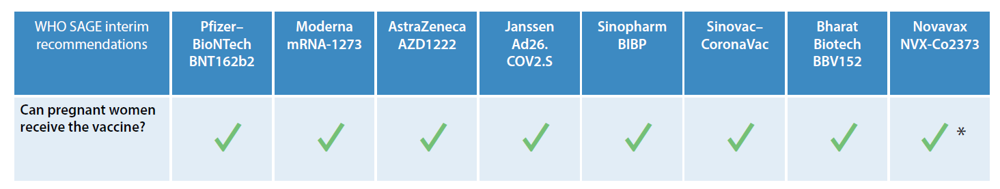 WHO SAGE interim
recommendations
Pfizer–
BioNTech
BNT162b2
Moderna
mRNA-1273
AstraZeneca
AZD1222
Janssen
Ad26.
COV2.S
Sinopharm
BIBP
Sinovac–
CoronaVac
Bharat
Biotech
BBV152
Novavax
NVX-Co2373
Can pregnant women
receive the vaccine?
✓
✓
✓
✓
✓
✓
✓
✓ *